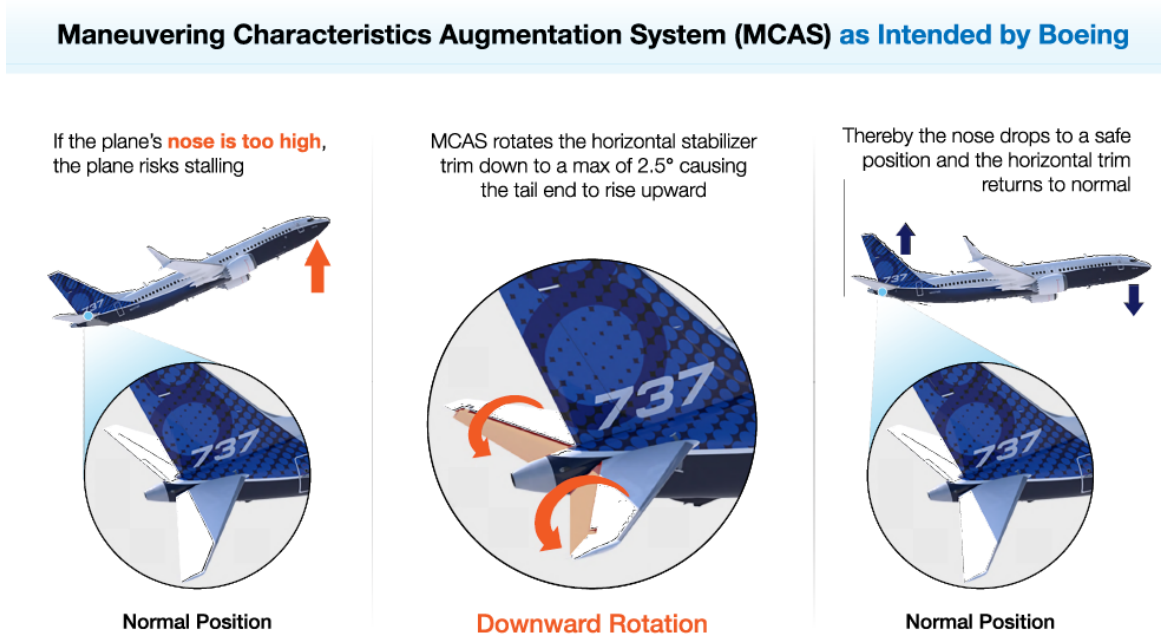 Maneuvering Characteristics Augmentation System (MCAS) as Intended by Boeing
If the plane's nose is too high,
the plane risks stalling
737
737
Normal Position
MCAS rotates the horizontal stabilizer
trim down to a max of 2.5° causing
the tail end to rise upward
737
Downward Rotation
Thereby the nose drops to a safe
position and the horizontal trim
returns to normal
737
737
Normal Position